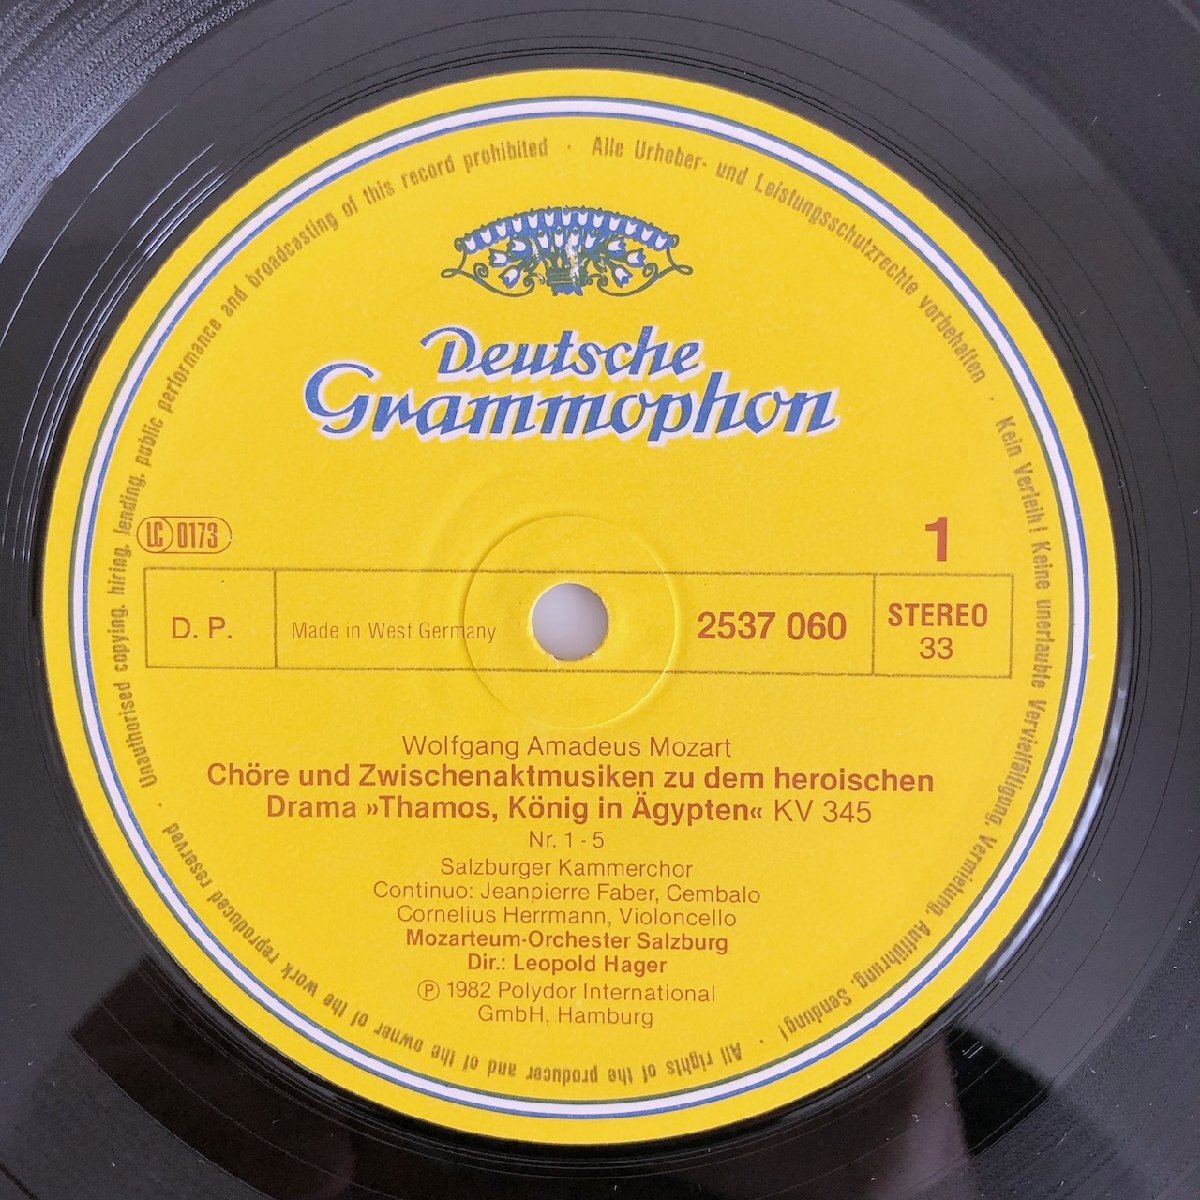 Alle Urheber- und Leistungsschutzrechte vorbehalten · Kein Verleih! Keine unerlaubte Vervielfältigung, Vermietung, Aufführung, Sendung! · All rights of the producer and of the owner of the work reproduced reserved
Unauthorised copying, hiring, lending, public performance and broadcasting of this record prohibited ·
Deutsche
Grammophon
LC 0173
1
D. P.
Made in West Germany
2537 060
STEREO
33
Wolfgang Amadeus Mozart
Chöre und Zwischenaktmusiken zu dem heroischen
Drama »Thamos, König in Ägypten« KV 345
Nr. 1 - 5
Salzburger Kammerchor
Continuo: Jeanpierre Faber, Cembalo
Cornelius Herrmann, Violoncello
Mozarteum-Orchester Salzburg
Dir.: Leopold Hager
℗ 1982 Polydor International
GmbH, Hamburg